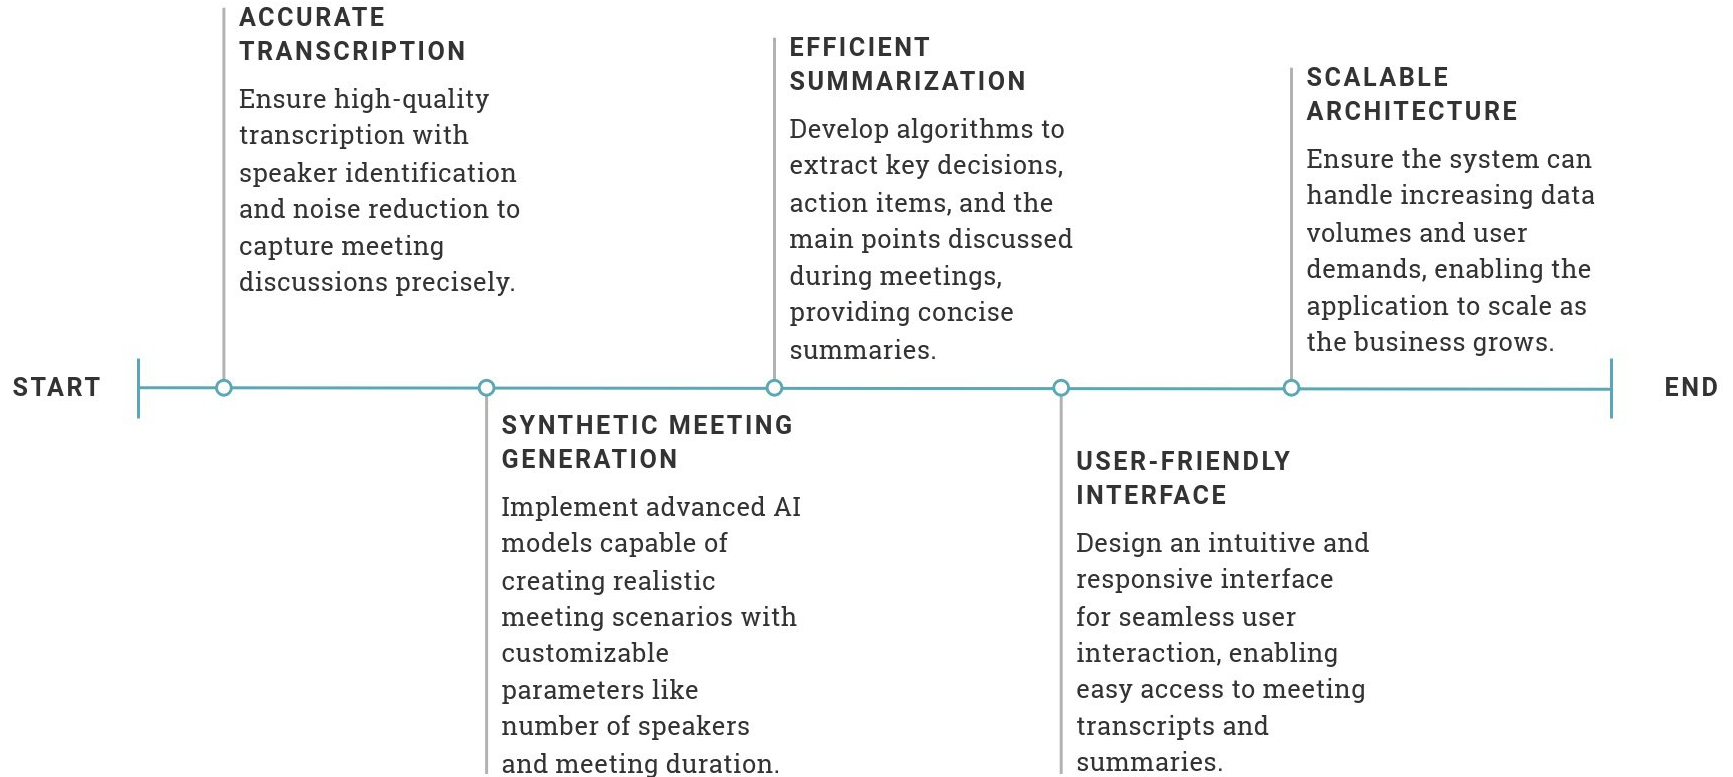 START
ACCURATE
TRANSCRIPTION
Ensure high-quality
transcription with
speaker identification
and noise reduction to
capture meeting
discussions precisely.
SYNTHETIC MEETING
GENERATION
Implement advanced AI
models capable of
creating realistic
meeting scenarios with
customizable
parameters like
number of speakers
and meeting duration.
EFFICIENT
SUMMARIZATION
Develop algorithms to
extract key decisions,
action items, and the
main points discussed
during meetings,
providing concise
summaries.
USER-FRIENDLY
INTERFACE
Design an intuitive and
responsive interface
for seamless user
interaction, enabling
easy access to meeting
transcripts and
summaries.
SCALABLE
ARCHITECTURE
Ensure the system can
handle increasing data
volumes and user
demands, enabling the
application to scale as
the business grows.
END